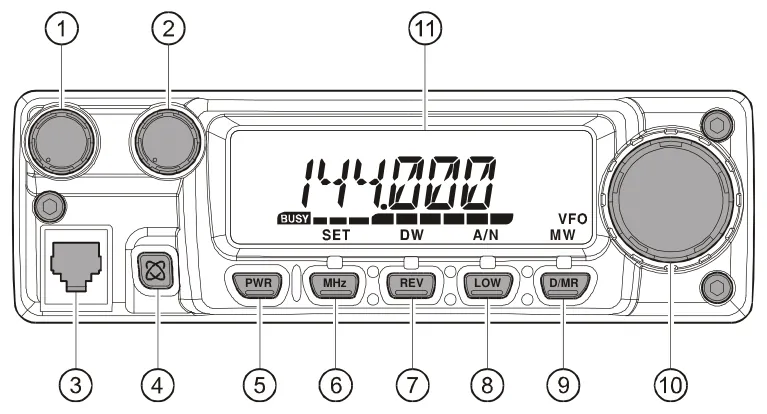 1 2 11
144.000
BUSY VFO
SET DW A/N MW
PWR MHz REV LOW D/MR
3 4 5 6 7 8 9 10